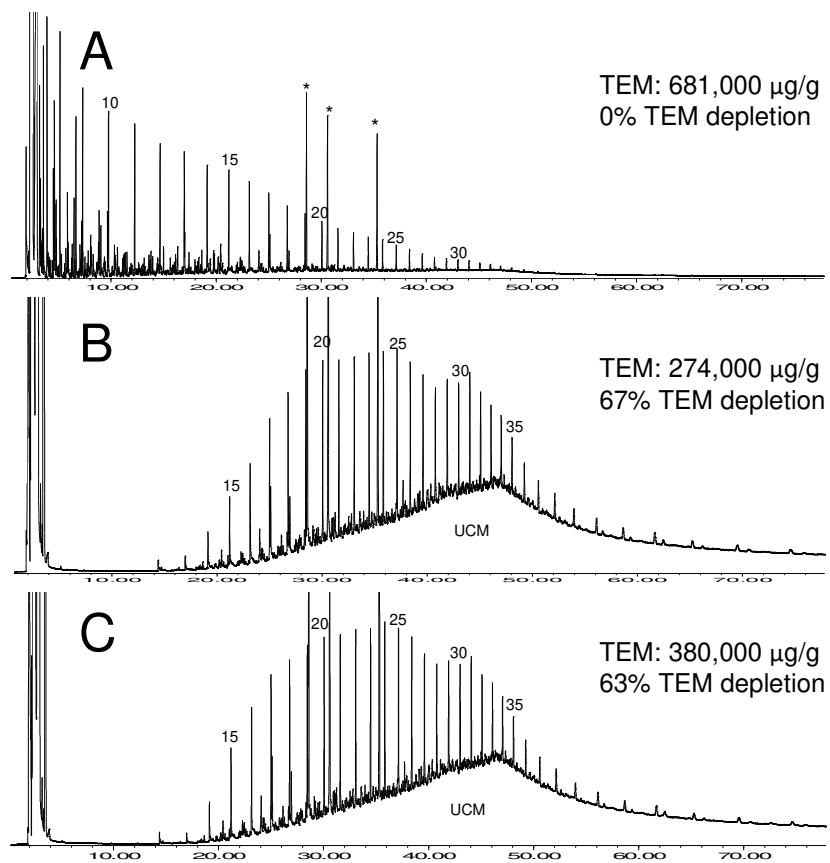 A
TEM: 681,000 µg/g
0% TEM depletion
* * *
10 15 20 25 30
10.00 20.00 30.00 40.00 50.00 60.00 70.00
B
TEM: 274,000 µg/g
67% TEM depletion
15 20 25 30 35
UCM
10.00 20.00 30.00 40.00 50.00 60.00 70.00
C
TEM: 380,000 µg/g
63% TEM depletion
15 20 25 30 35
UCM
10.00 20.00 30.00 40.00 50.00 60.00 70.00